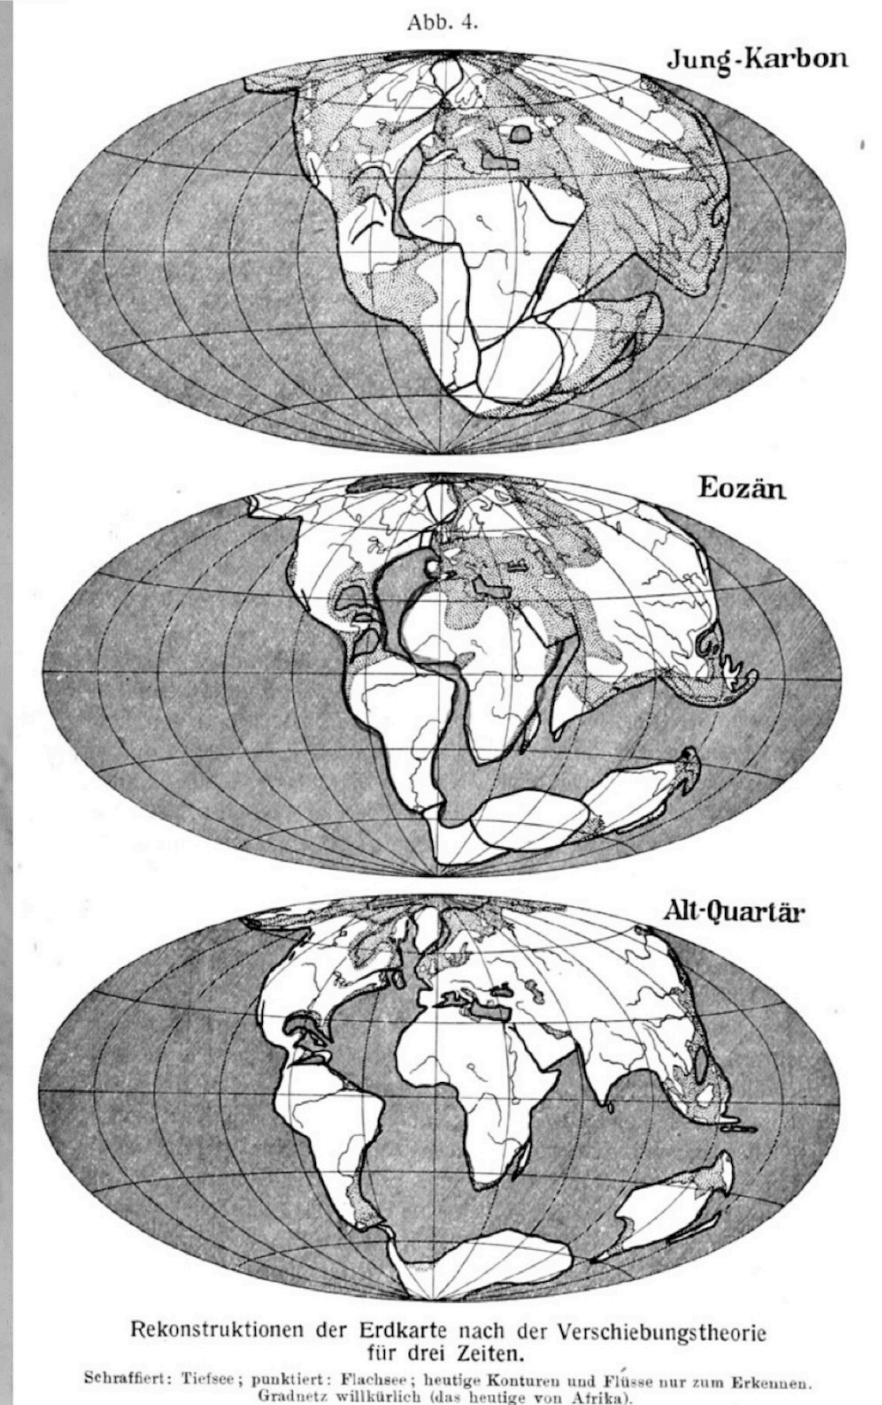 Abb. 4.
Jung-Karbon
Eozän
Alt-Quartär
Rekonstruktionen der Erdkarte nach der Verschiebungstheorie
für drei Zeiten.
Schraffiert: Tiefsee; punktiert: Flachsee; heutige Konturen und Flüsse nur zum Erkennen.
Gradnetz willkürlich (das heutige von Afrika).